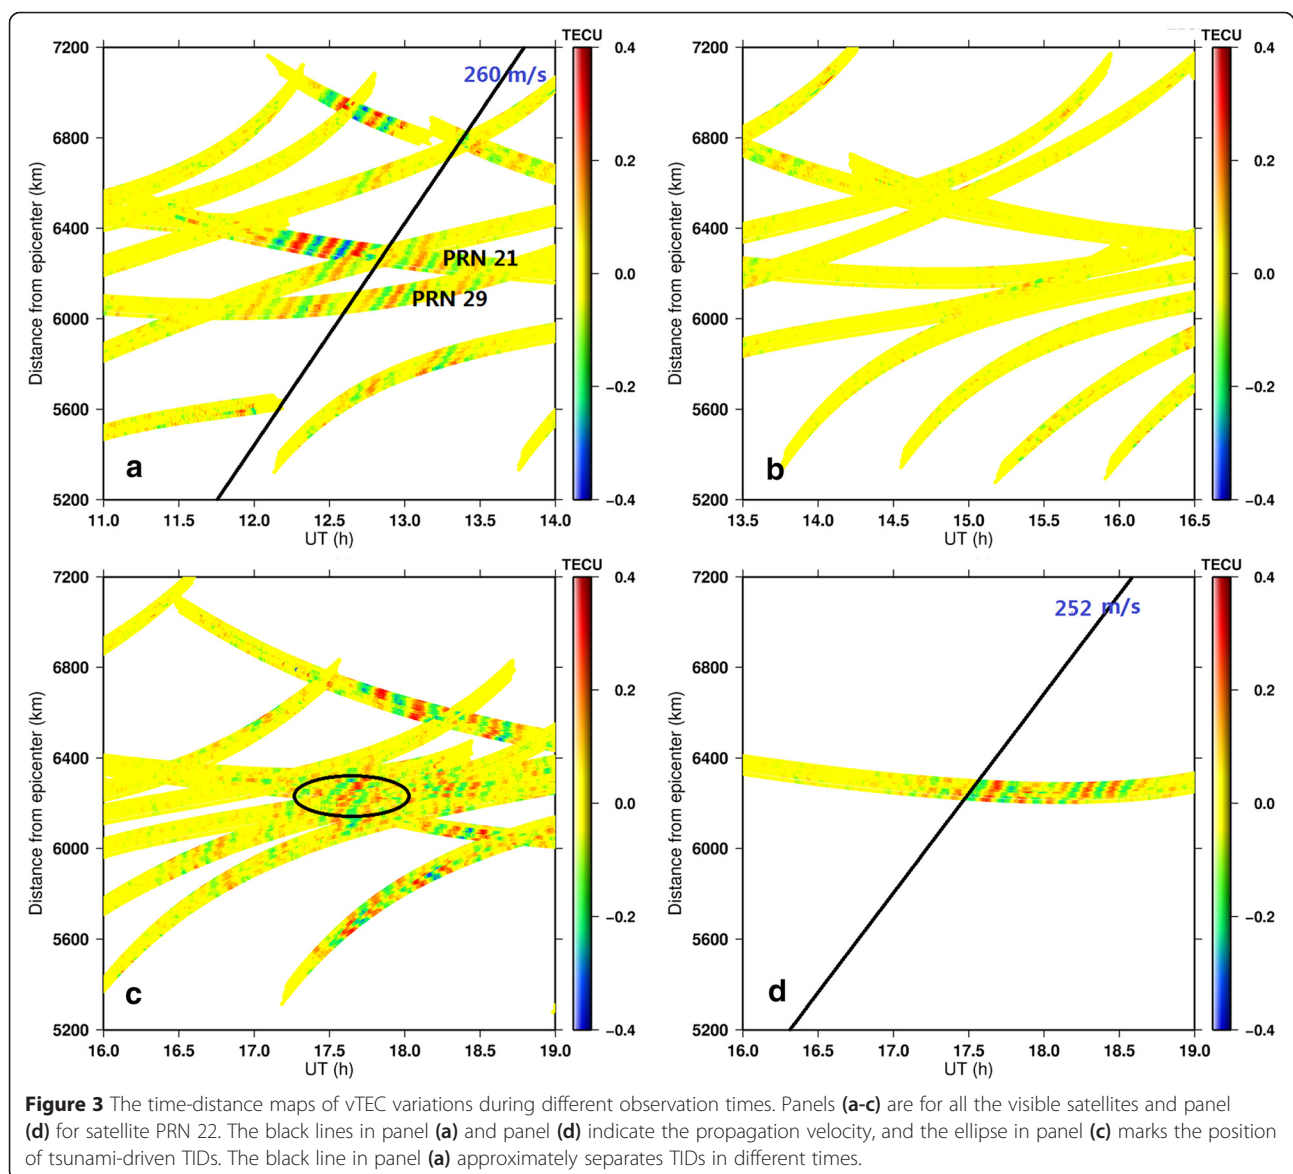 TECU
7200
6800
6400
6000
5600
5200
Distance from epicenter (km)
260 m/s
PRN 21
PRN 29
a
11.0 11.5 12.0 12.5 13.0 13.5 14.0
UT (h)
0.4
0.2
0.0
−0.2
−0.4
TECU
7200
6800
6400
6000
5600
5200
Distance from epicenter (km)
b
13.5 14.0 14.5 15.0 15.5 16.0 16.5
UT (h)
0.4
0.2
0.0
−0.2
−0.4
TECU
7200
6800
6400
6000
5600
5200
Distance from epicenter (km)
c
16.0 16.5 17.0 17.5 18.0 18.5 19.0
UT (h)
0.4
0.2
0.0
−0.2
−0.4
TECU
7200
6800
6400
6000
5600
5200
Distance from epicenter (km)
252 m/s
d
16.0 16.5 17.0 17.5 18.0 18.5 19.0
UT (h)
0.4
0.2
0.0
−0.2
−0.4
Figure 3 The time-distance maps of vTEC variations during different observation times. Panels (a-c) are for all the visible satellites and panel
(d) for satellite PRN 22. The black lines in panel (a) and panel (d) indicate the propagation velocity, and the ellipse in panel (c) marks the position
of tsunami-driven TIDs. The black line in panel (a) approximately separates TIDs in different times.